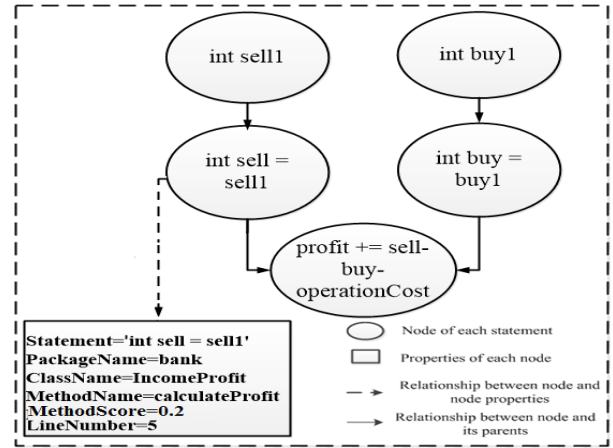 int sell1
int buy1
int sell =
sell1
int buy =
buy1
profit += sell-
buy-
operationCost
Statement='int sell = sell1'
PackageName=bank
ClassName=IncomeProfit
MethodName=calculateProfit
MethodScore=0.2
LineNumber=5
Node of each statement
Properties of each node
Relationship between node and
node properties
Relationship between node and
its parents